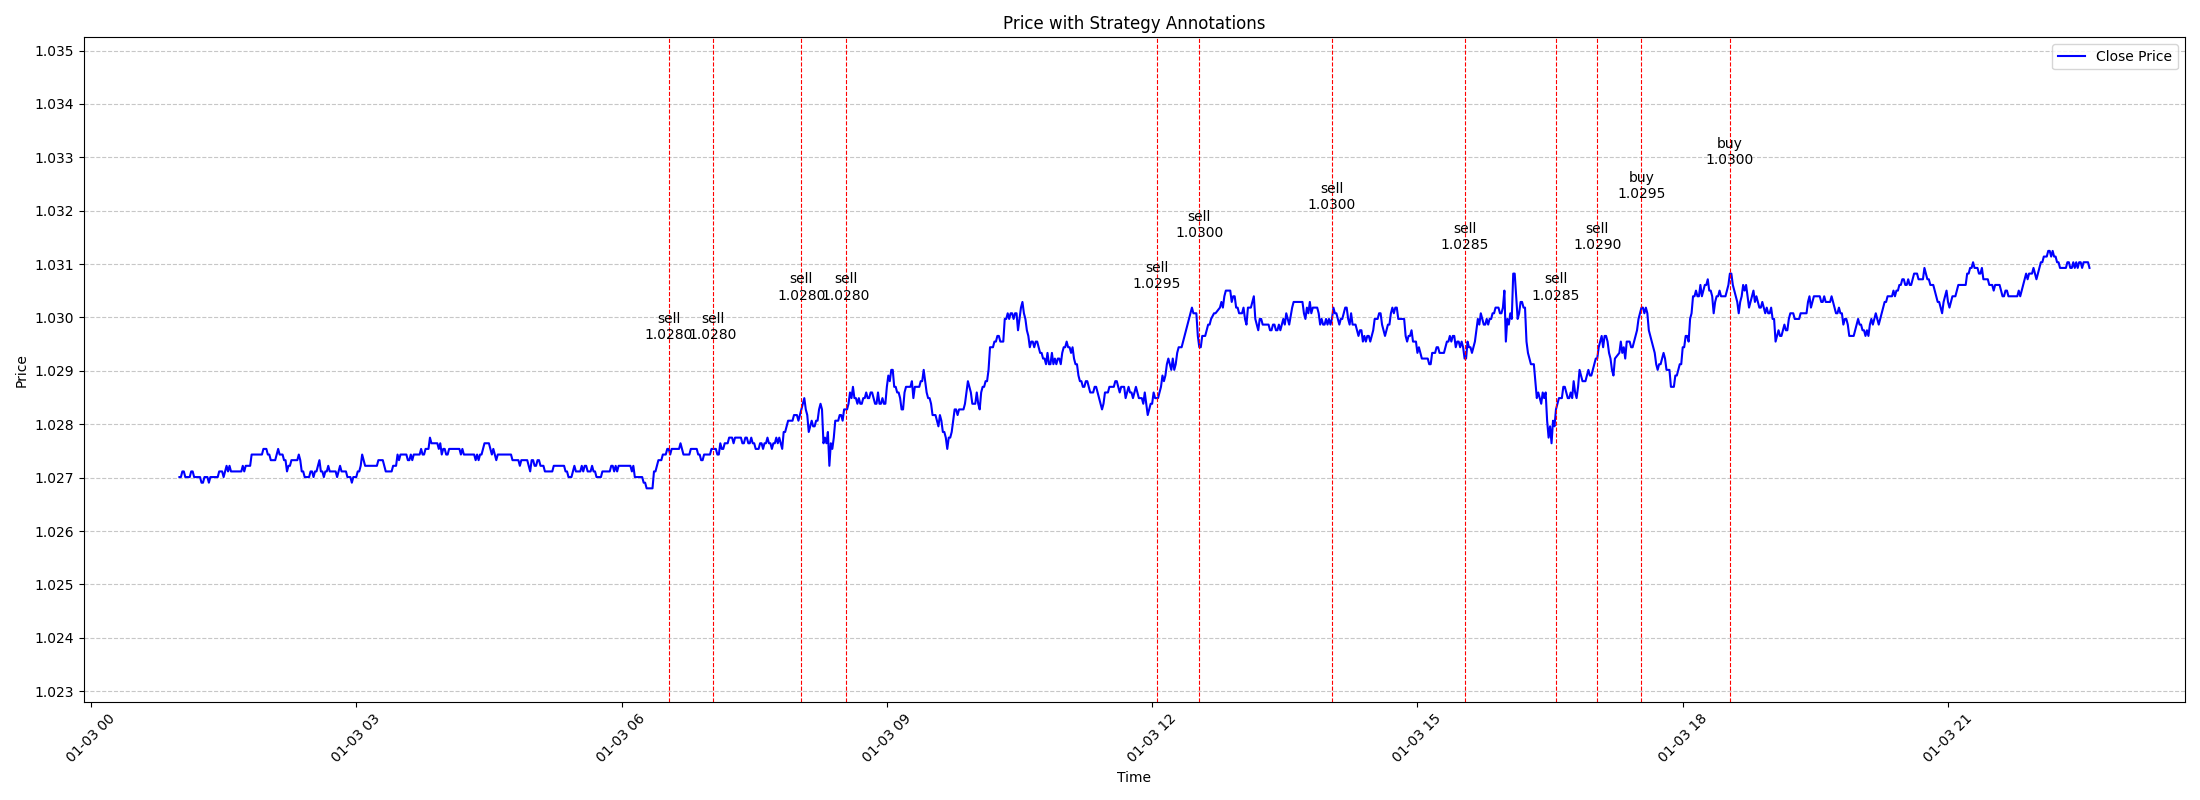 Price with Strategy Annotations
Close Price
Price
1.035
1.034
1.033
1.032
1.031
1.030
1.029
1.028
1.027
1.026
1.025
1.024
1.023
sell
1.0280
sell
1.0280
sell
1.0280
sell
1.0280
sell
1.0295
sell
1.0300
sell
1.0300
sell
1.0285
sell
1.0285
sell
1.0290
buy
1.0295
buy
1.0300
01-03 00
01-03 03
01-03 06
01-03 09
01-03 12
01-03 15
01-03 18
01-03 21
Time